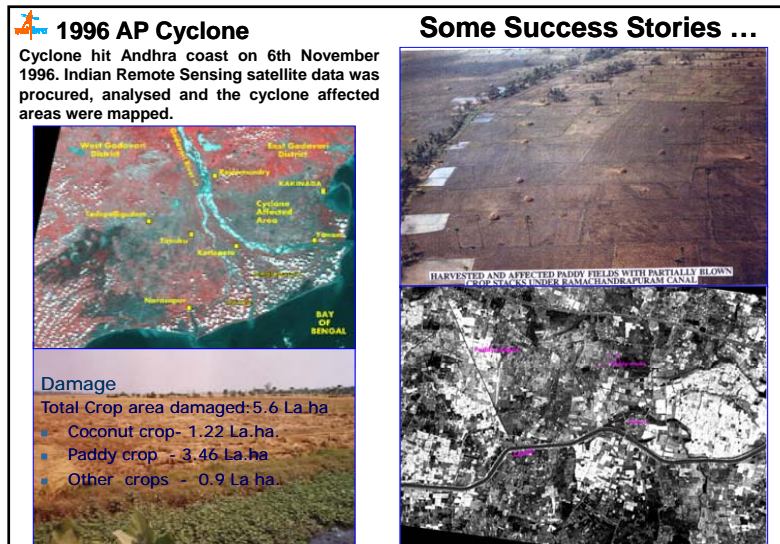 1996 AP Cyclone
Cyclone hit Andhra coast on 6th November
1996. Indian Remote Sensing satellite data was
procured, analysed and the cyclone affected
areas were mapped.
West Godavari
District
Godavari River
East Godavari
District
Rajahmundry
KAKINADA
Cyclone
Affected
Area
Tadepalligudem
Tanuku
Kottapeta
Yanam
Narasapur
BAY
OF
BENGAL
Damage
Total Crop area damaged:5.6 La.ha
Coconut crop- 1.22 La.ha.
Paddy crop - 3.46 La.ha
Other crops - 0.9 La.ha.
Some Success Stories …
HARVESTED AND AFFECTED PADDY FIELDS WITH PARTIALLY BLOWN
CROP STACKS UNDER RAMACHANDRAPURAM CANAL